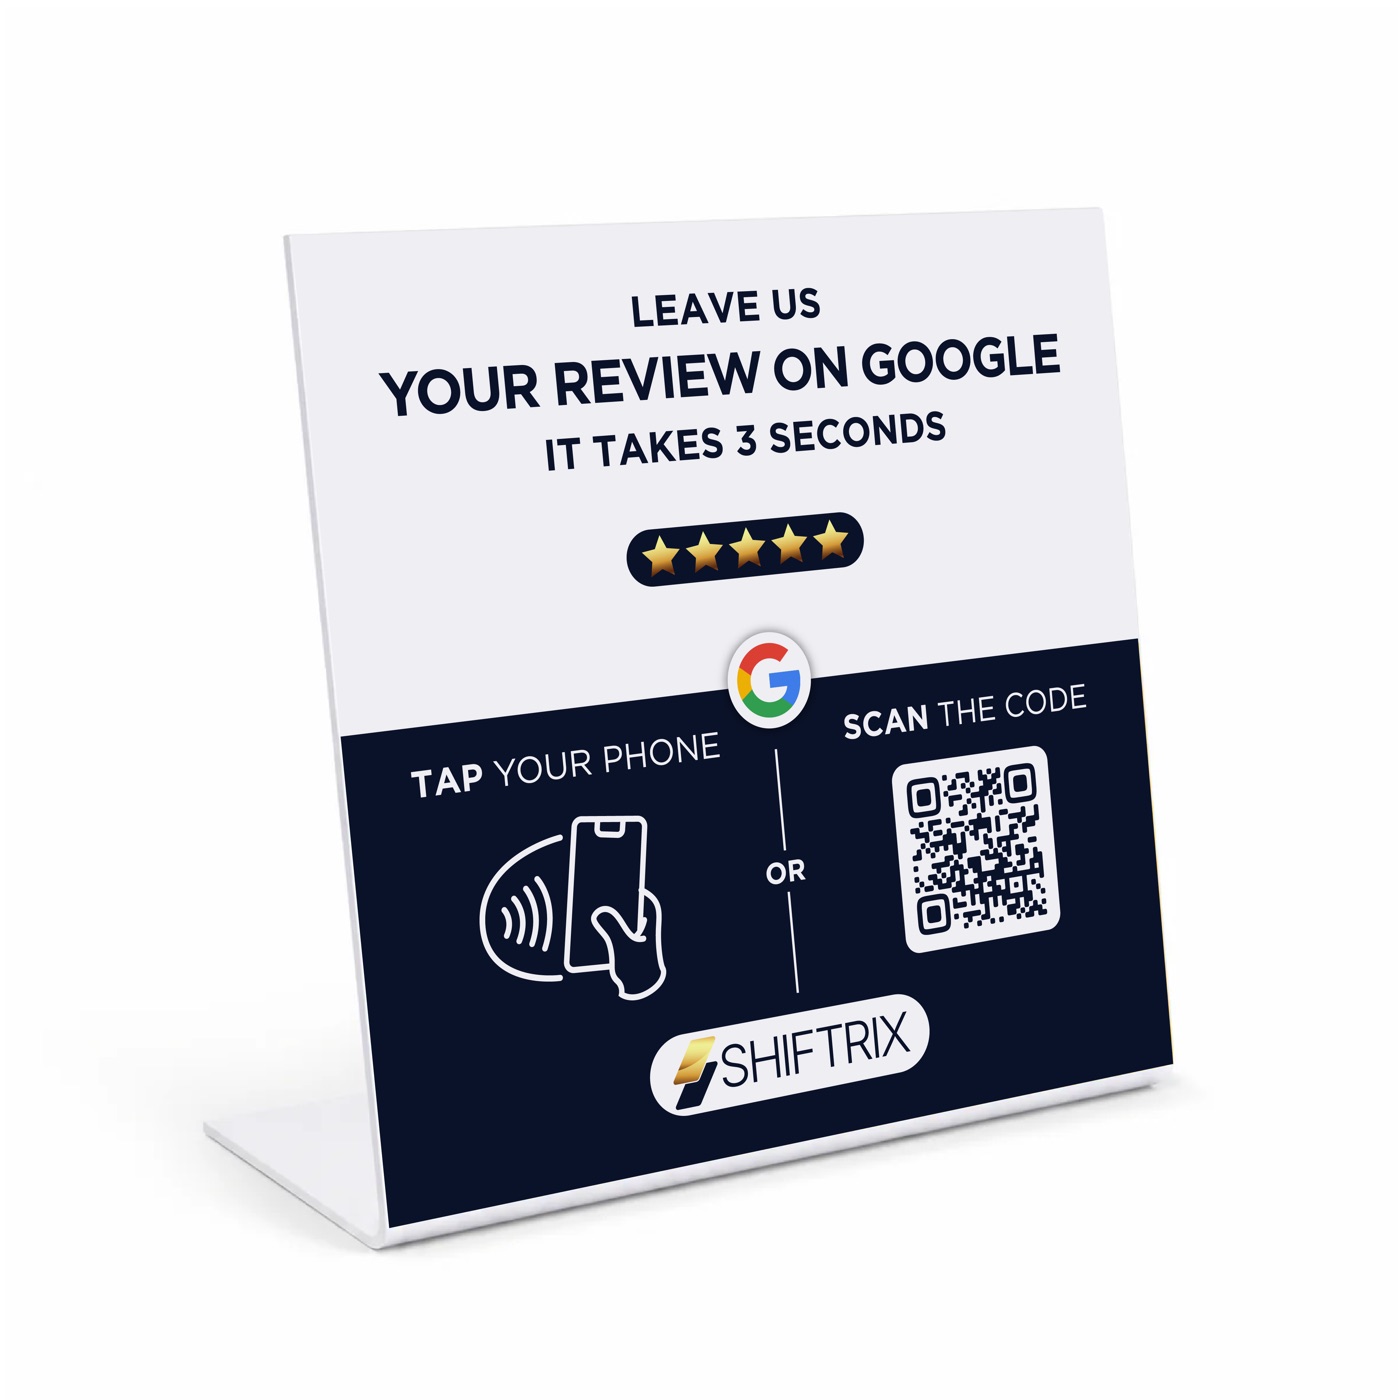 LEAVE US
YOUR REVIEW ON GOOGLE
IT TAKES 3 SECONDS
TAP YOUR PHONE
SCAN THE CODE
OR
SHIFTRIX